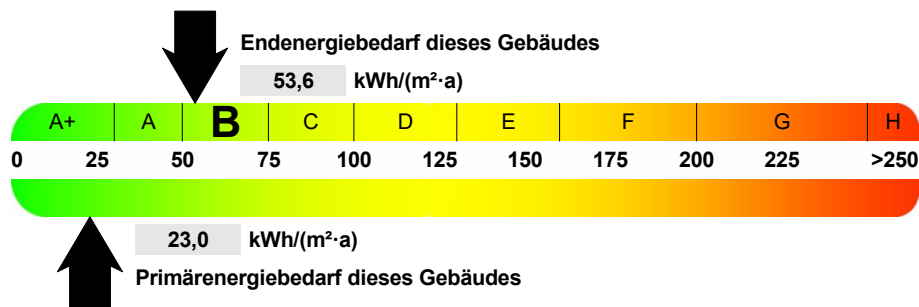 Endenergiebedarf dieses Gebäudes
53,6 kWh/(m²·a)
A+ A B C D E F G H
0 25 50 75 100 125 150 175 200 225 >250
23,0 kWh/(m²·a)
Primärenergiebedarf dieses Gebäudes